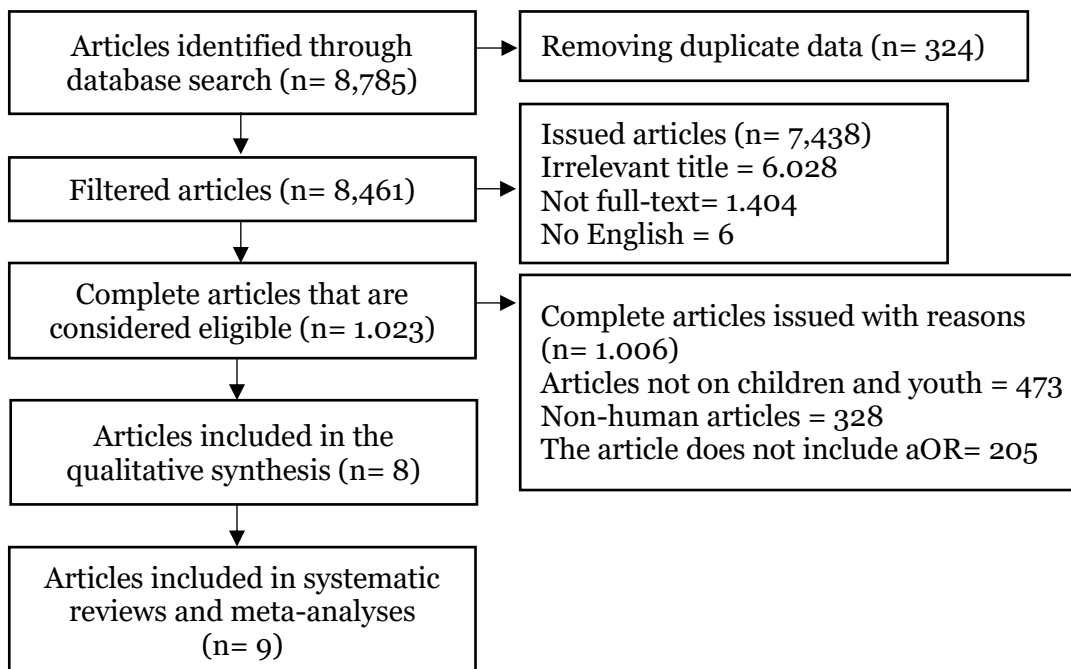 Articles identified through
database search (n= 8,785)
Removing duplicate data (n= 324)
Filtered articles (n= 8,461)
Issued articles (n= 7,438)
Irrelevant title = 6.028
Not full-text= 1.404
No English = 6
Complete articles that are
considered eligible (n= 1.023)
Complete articles issued with reasons
(n= 1.006)
Articles not on children and youth = 473
Non-human articles = 328
The article does not include aOR= 205
Articles included in the
qualitative synthesis (n= 8)
Articles included in systematic
reviews and meta-analyses
(n= 9)